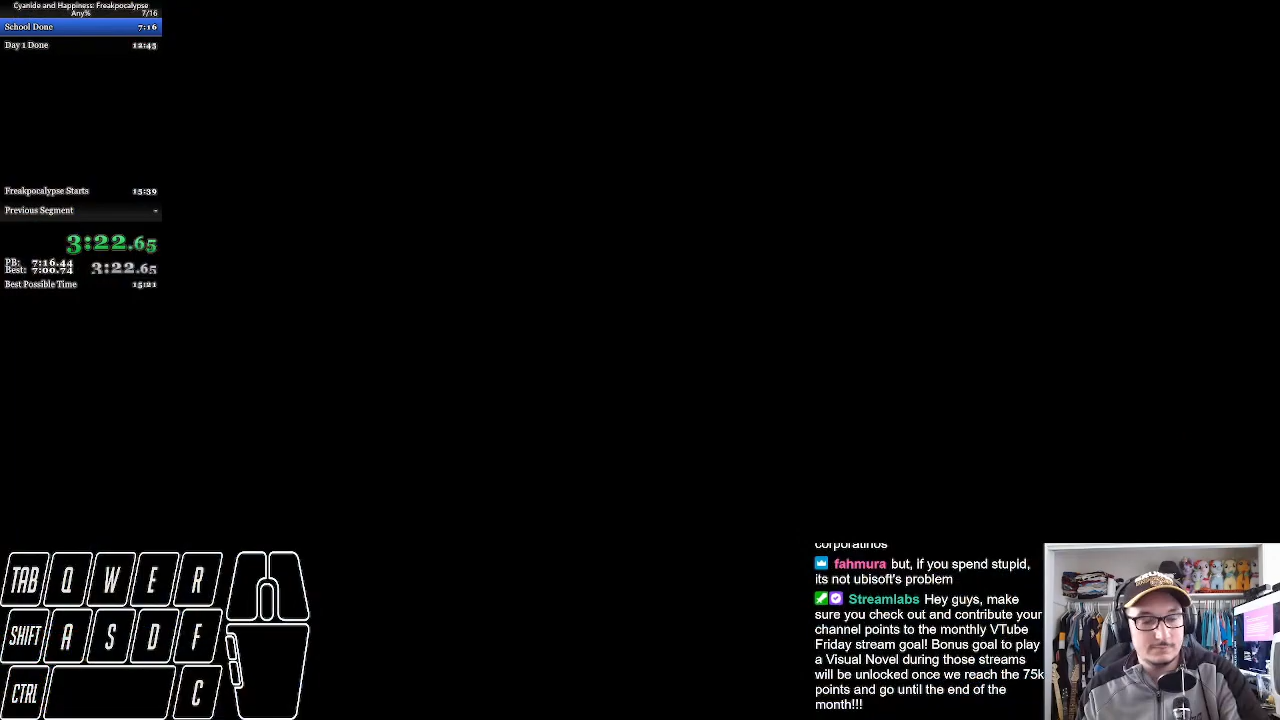 Cyanide and Happiness: Freakpocalypse
Any%
7/16
School Done 7:16
Day 1 Done 12:45
Freakpocalypse Starts 15:39
Previous Segment -
3:22.65
PB: 7:16.44
Best: 7:00.74 3:22.65
Best Possible Time 15:21
TAB Q W E R
SHIFT A S D F
CTRL C
corporatinos
fahmura but, If you spend stupid,
its not ubisoft's problem
Streamlabs Hey guys, make
sure you check out and contribute your
channel points to the monthly VTube
Friday stream goal! Bonus goal to play
a Visual Novel during those streams
will be unlocked once we reach the 75k
points and go until the end of the
month!!!